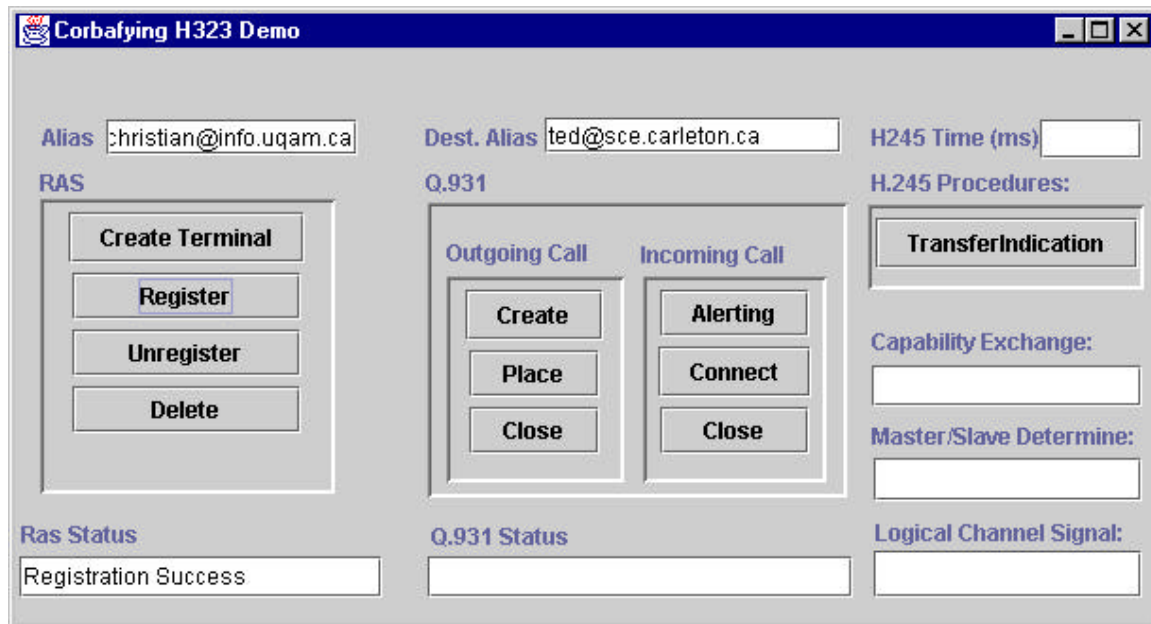 Corbafying H323 Demo
Alias christian@info.uqam.ca
Dest. Alias ted@sce.carleton.ca
H245 Time (ms)
RAS
Create Terminal
Register
Unregister
Delete
Q.931
Outgoing Call
Create
Place
Close
Incoming Call
Alerting
Connect
Close
H.245 Procedures:
TransferIndication
Capability Exchange:
Master/Slave Determine:
Logical Channel Signal:
Ras Status
Registration Success
Q.931 Status